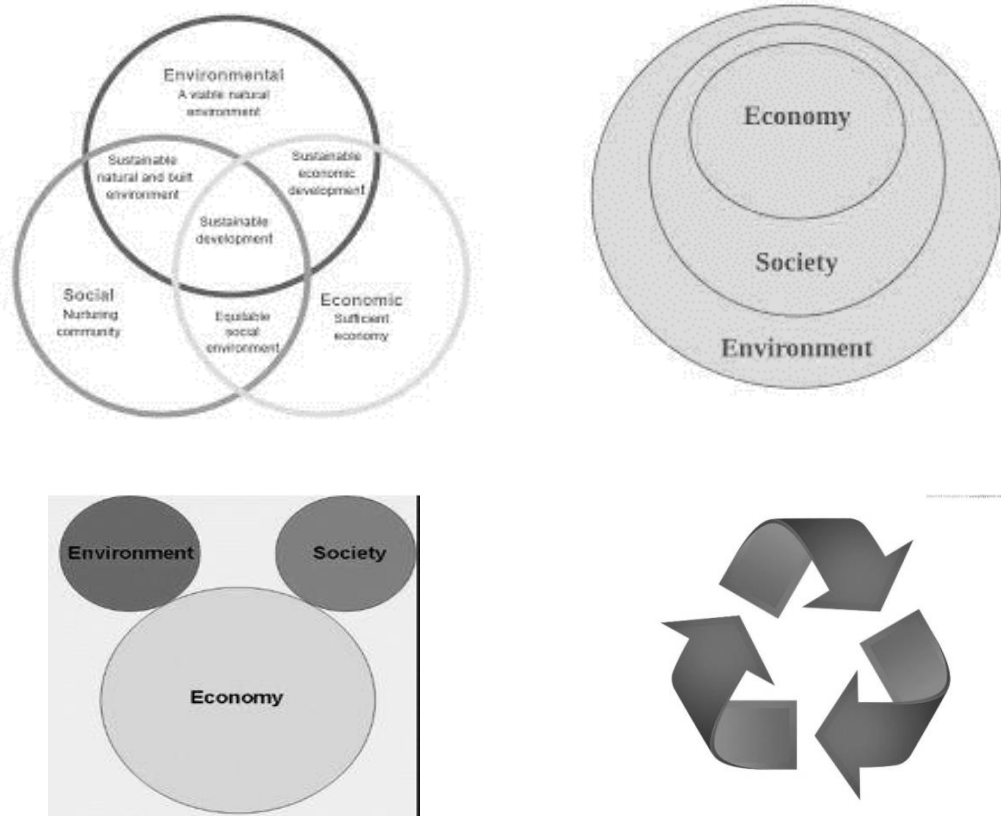 Environmental
A viable natural
environment
Sustainable
natural and built
environment
Sustainable
economic
development
Sustainable
development
Social
Nurturing
community
Equitable
social
environment
Economic
Sufficient
economy
Economy
Society
Environment
Environment
Society
Economy